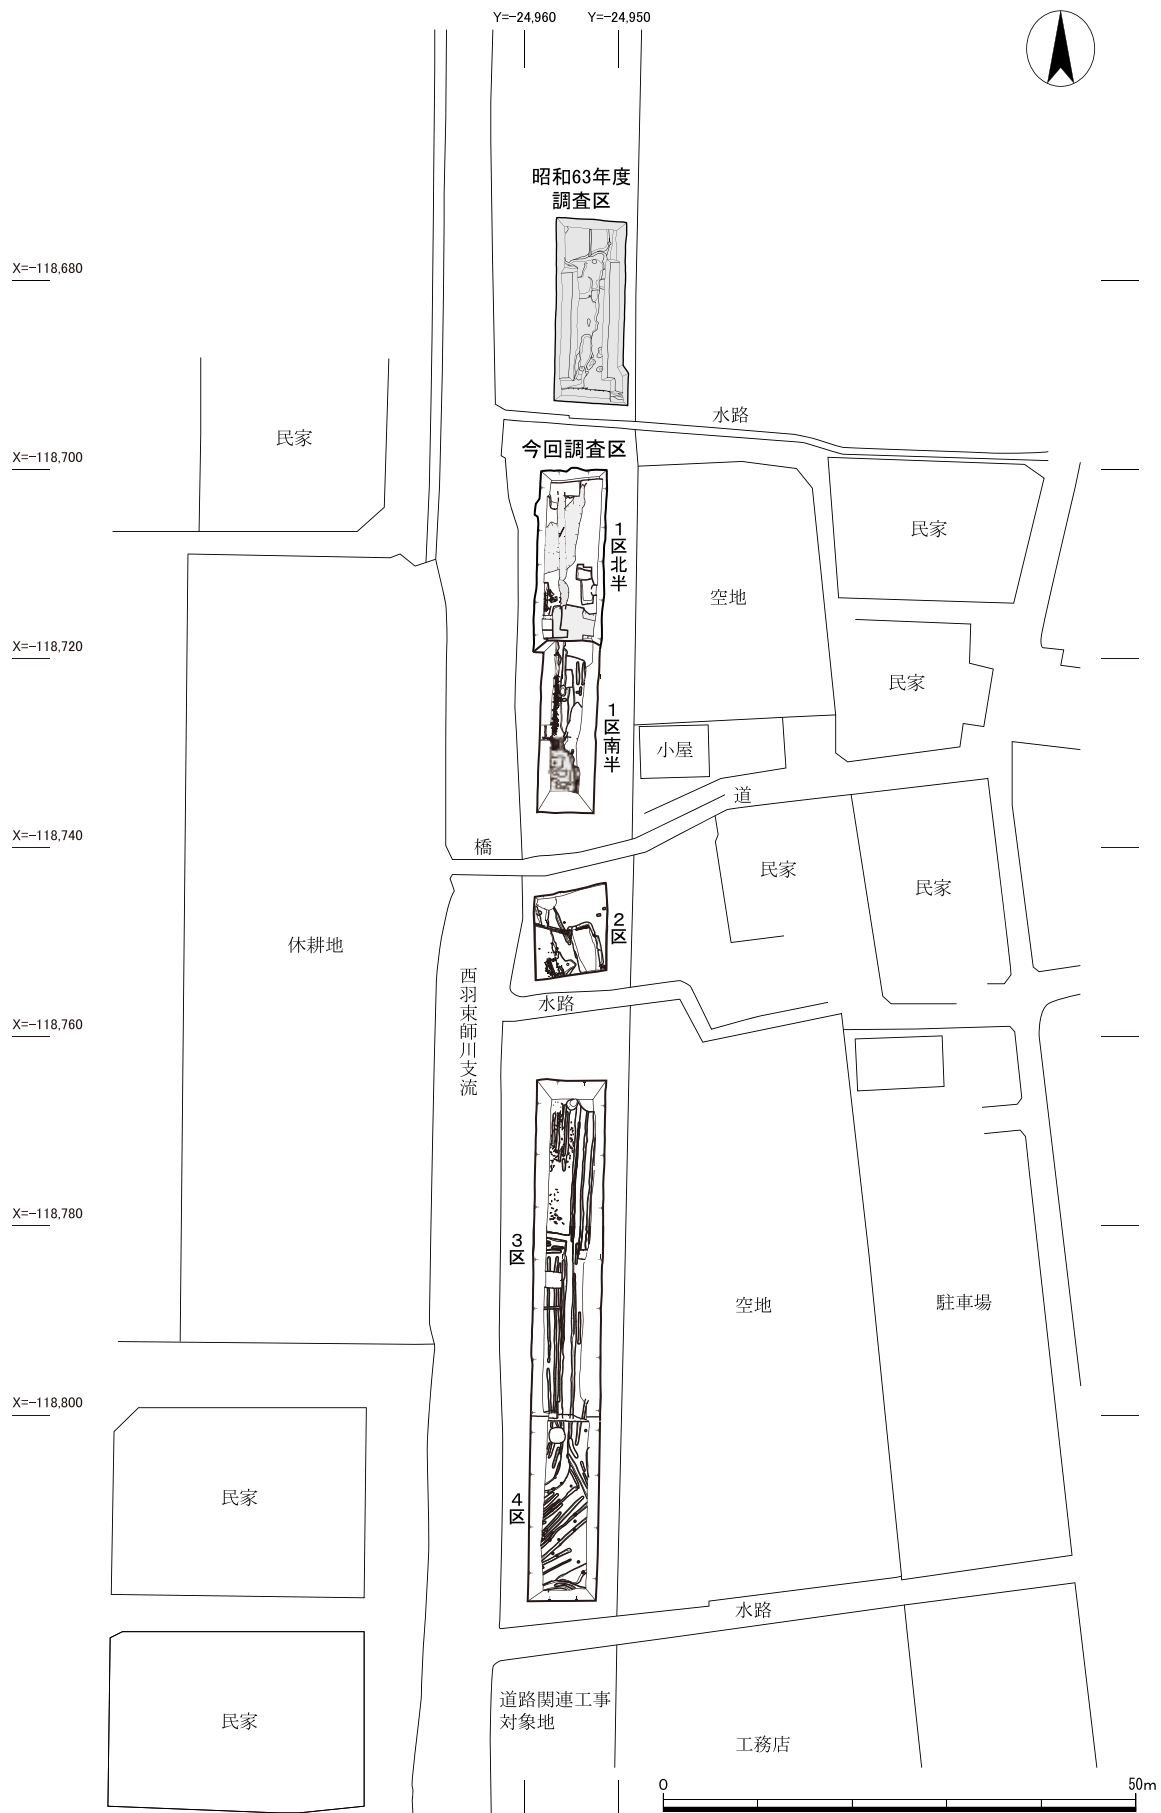 Y=-24,960
Y=-24,950
昭和63年度
調査区
X=-118,680
水路
民家
今回調査区
X=-118,700
1区北半
民家
空地
X=-118,720
民家
1区南半
小屋
道
X=-118,740
橋
民家
民家
2区
休耕地
西羽束師川支流
水路
X=-118,760
X=-118,780
3区
空地
駐車場
X=-118,800
民家
4区
水路
道路関連工事
対象地
民家
工務店
0
50m